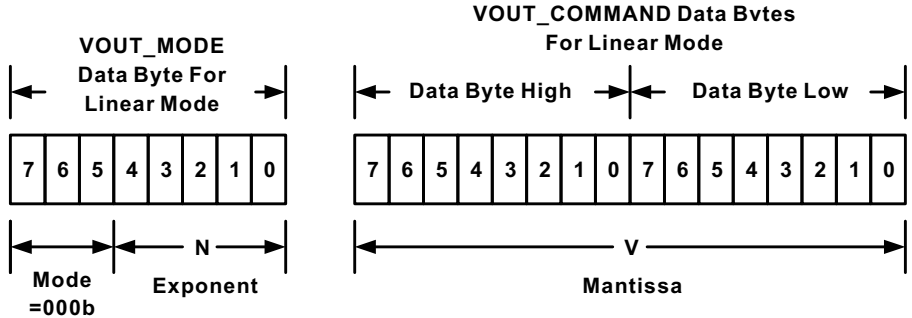 VOUT_MODE
Data Byte For
Linear Mode
7 6 5 4 3 2 1 0
N
Mode
=000b
Exponent
VOUT_COMMAND Data Bvtes
For Linear Mode
Data Byte High
Data Byte Low
7 6 5 4 3 2 1 0 7 6 5 4 3 2 1 0
V
Mantissa